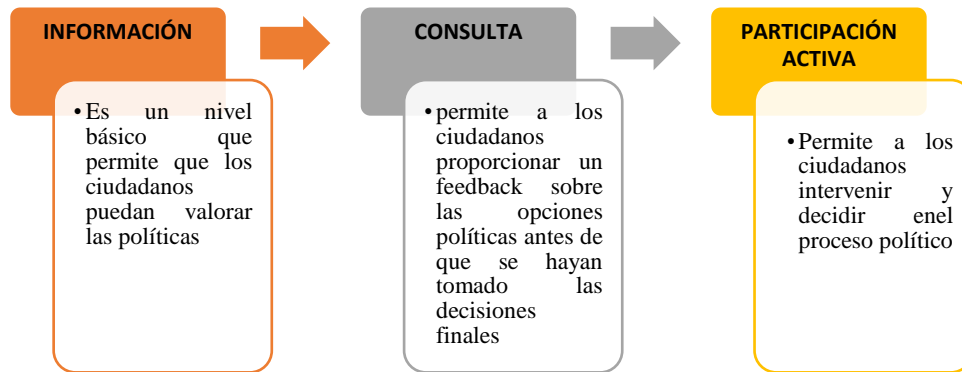 INFORMACIÓN
• Es un nivel
básico que
permite que los
ciudadanos
puedan valorar
las políticas
CONSULTA
• permite a los
ciudadanos
proporcionar un
feedback sobre
las opciones
políticas antes de
que se hayan
tomado las
decisiones
finales
PARTICIPACIÓN
ACTIVA
• Permite a los
ciudadanos
intervenir y
decidir enel
proceso político